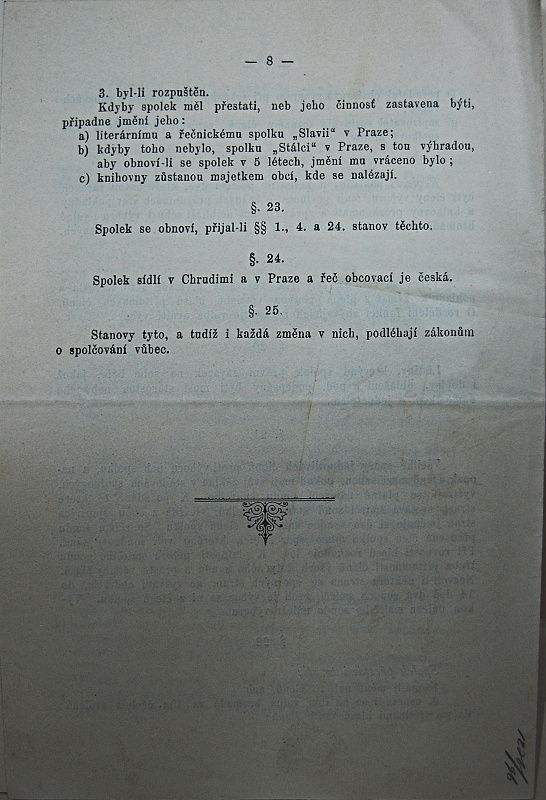 — 8 —
3. byl-li rozpuštěn.
Kdyby spolek měl přestati, neb jeho činnosť zastavena býti,
připadne jmění jeho:
a) literárnímu a řečnickému spolku „Slavii" v Praze;
b) kdyby toho nebylo, spolku „Stálci" v Praze, s tou výhradou,
aby obnoví-li se spolek v 5 létech, jmění mu vráceno bylo;
c) knihovny zůstanou majetkem obcí, kde se nalézají.
§. 23.
Spolek se obnoví, přijal-li §§ 1., 4. a 24. stanov těchto.
§. 24.
Spolek sídlí v Chrudimi a v Praze a řeč obcovací je česká.
§. 25.
Stanovy tyto, a tudíž i každá změna v nich, podléhají zákonům
o spolčování vůbec.